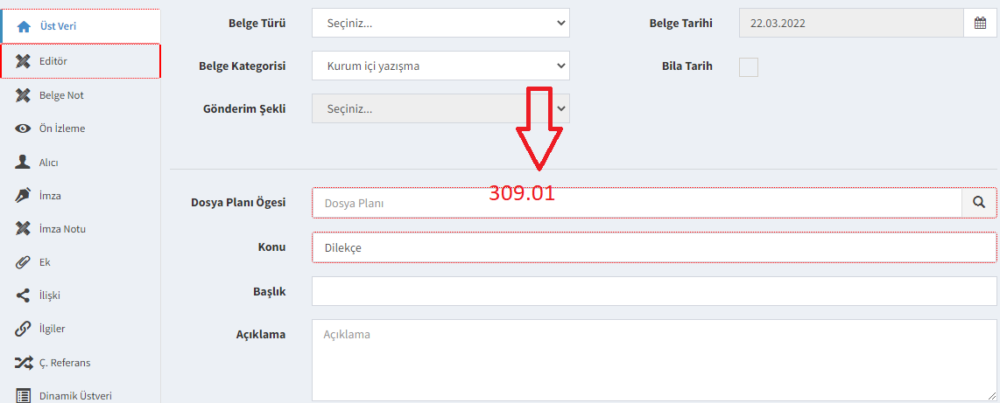 Üst Veri
Editör
Belge Not
Ön İzleme
Alıcı
İmza
İmza Notu
Ek
İlişki
İlgiler
Ç. Referans
Dinamik Üstveri
Belge Türü Seçiniz... Belge Tarihi 22.03.2022
Belge Kategorisi Kurum içi yazışma Bila Tarih
Gönderim Şekli Seçiniz...
309.01
Dosya Planı Ögesi Dosya Planı
Konu Dilekçe
Başlık
Açıklama Açıklama